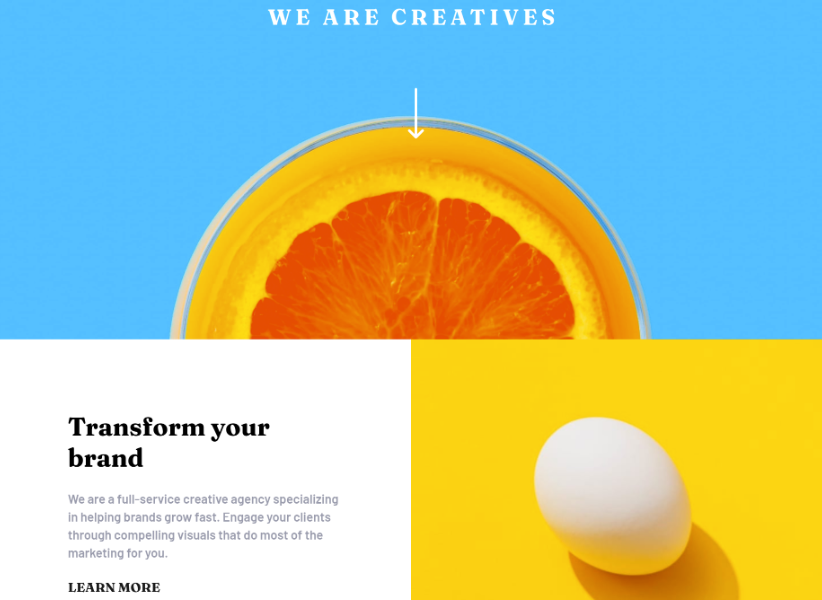 WE ARE CREATIVES
Transform your
brand
We are a full-service creative agency specializing
in helping brands grow fast. Engage your clients
through compelling visuals that do most of the
marketing for you.
LEARN MORE